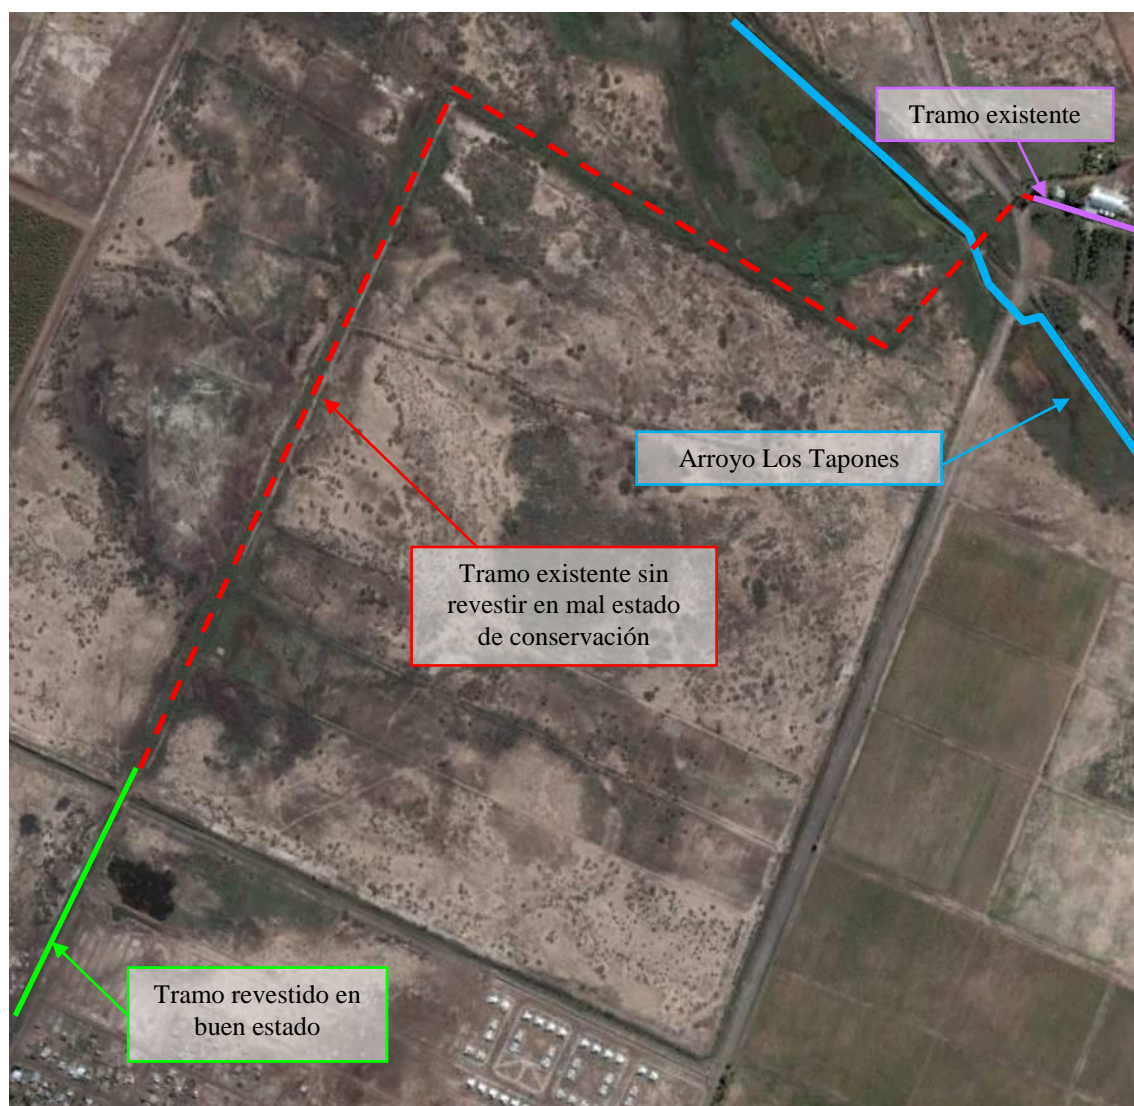 Tramo existente
Arroyo Los Tapones
Tramo existente sin
revestir en mal estado
de conservación
Tramo revestido en
buen estado